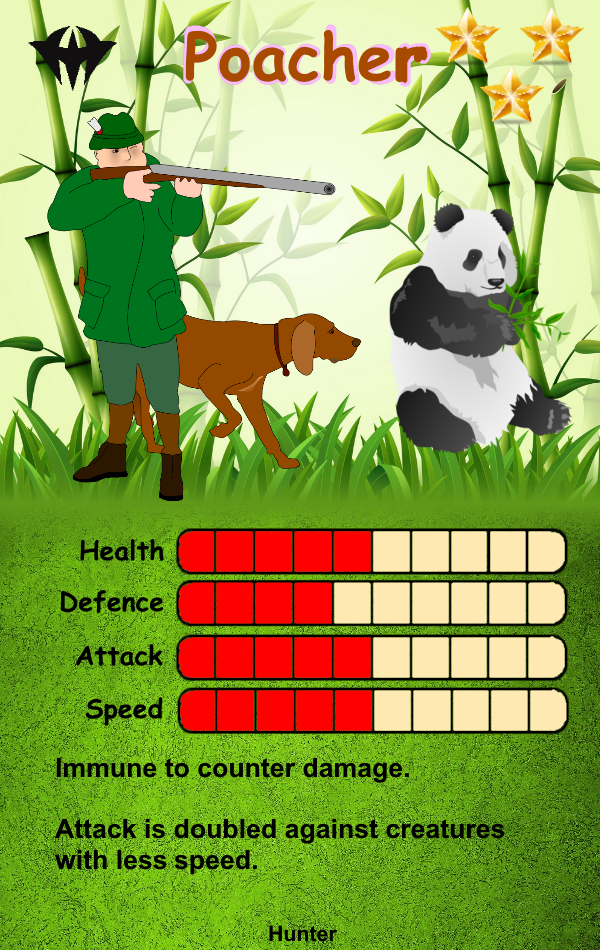 Poacher
Health
Defence
Attack
Speed
Immune to counter damage.
Attack is doubled against creatures
with less speed.
Hunter